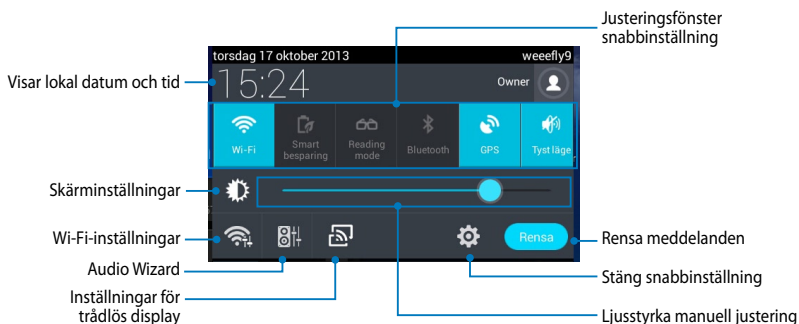 Justeringsfönster
snabbinställning
torsdag 17 oktober 2013 weeefly9
Visar lokal datum och tid
15:24 Owner
Wi-Fi
Smart
besparing
Reading
mode
Bluetooth
GPS
Tyst läge
Skärminställningar
Wi-Fi-inställningar
Rensa
Rensa meddelanden
Audio Wizard
Stäng snabbinställning
Inställningar för
trådlös display
Ljusstyrka manuell justering